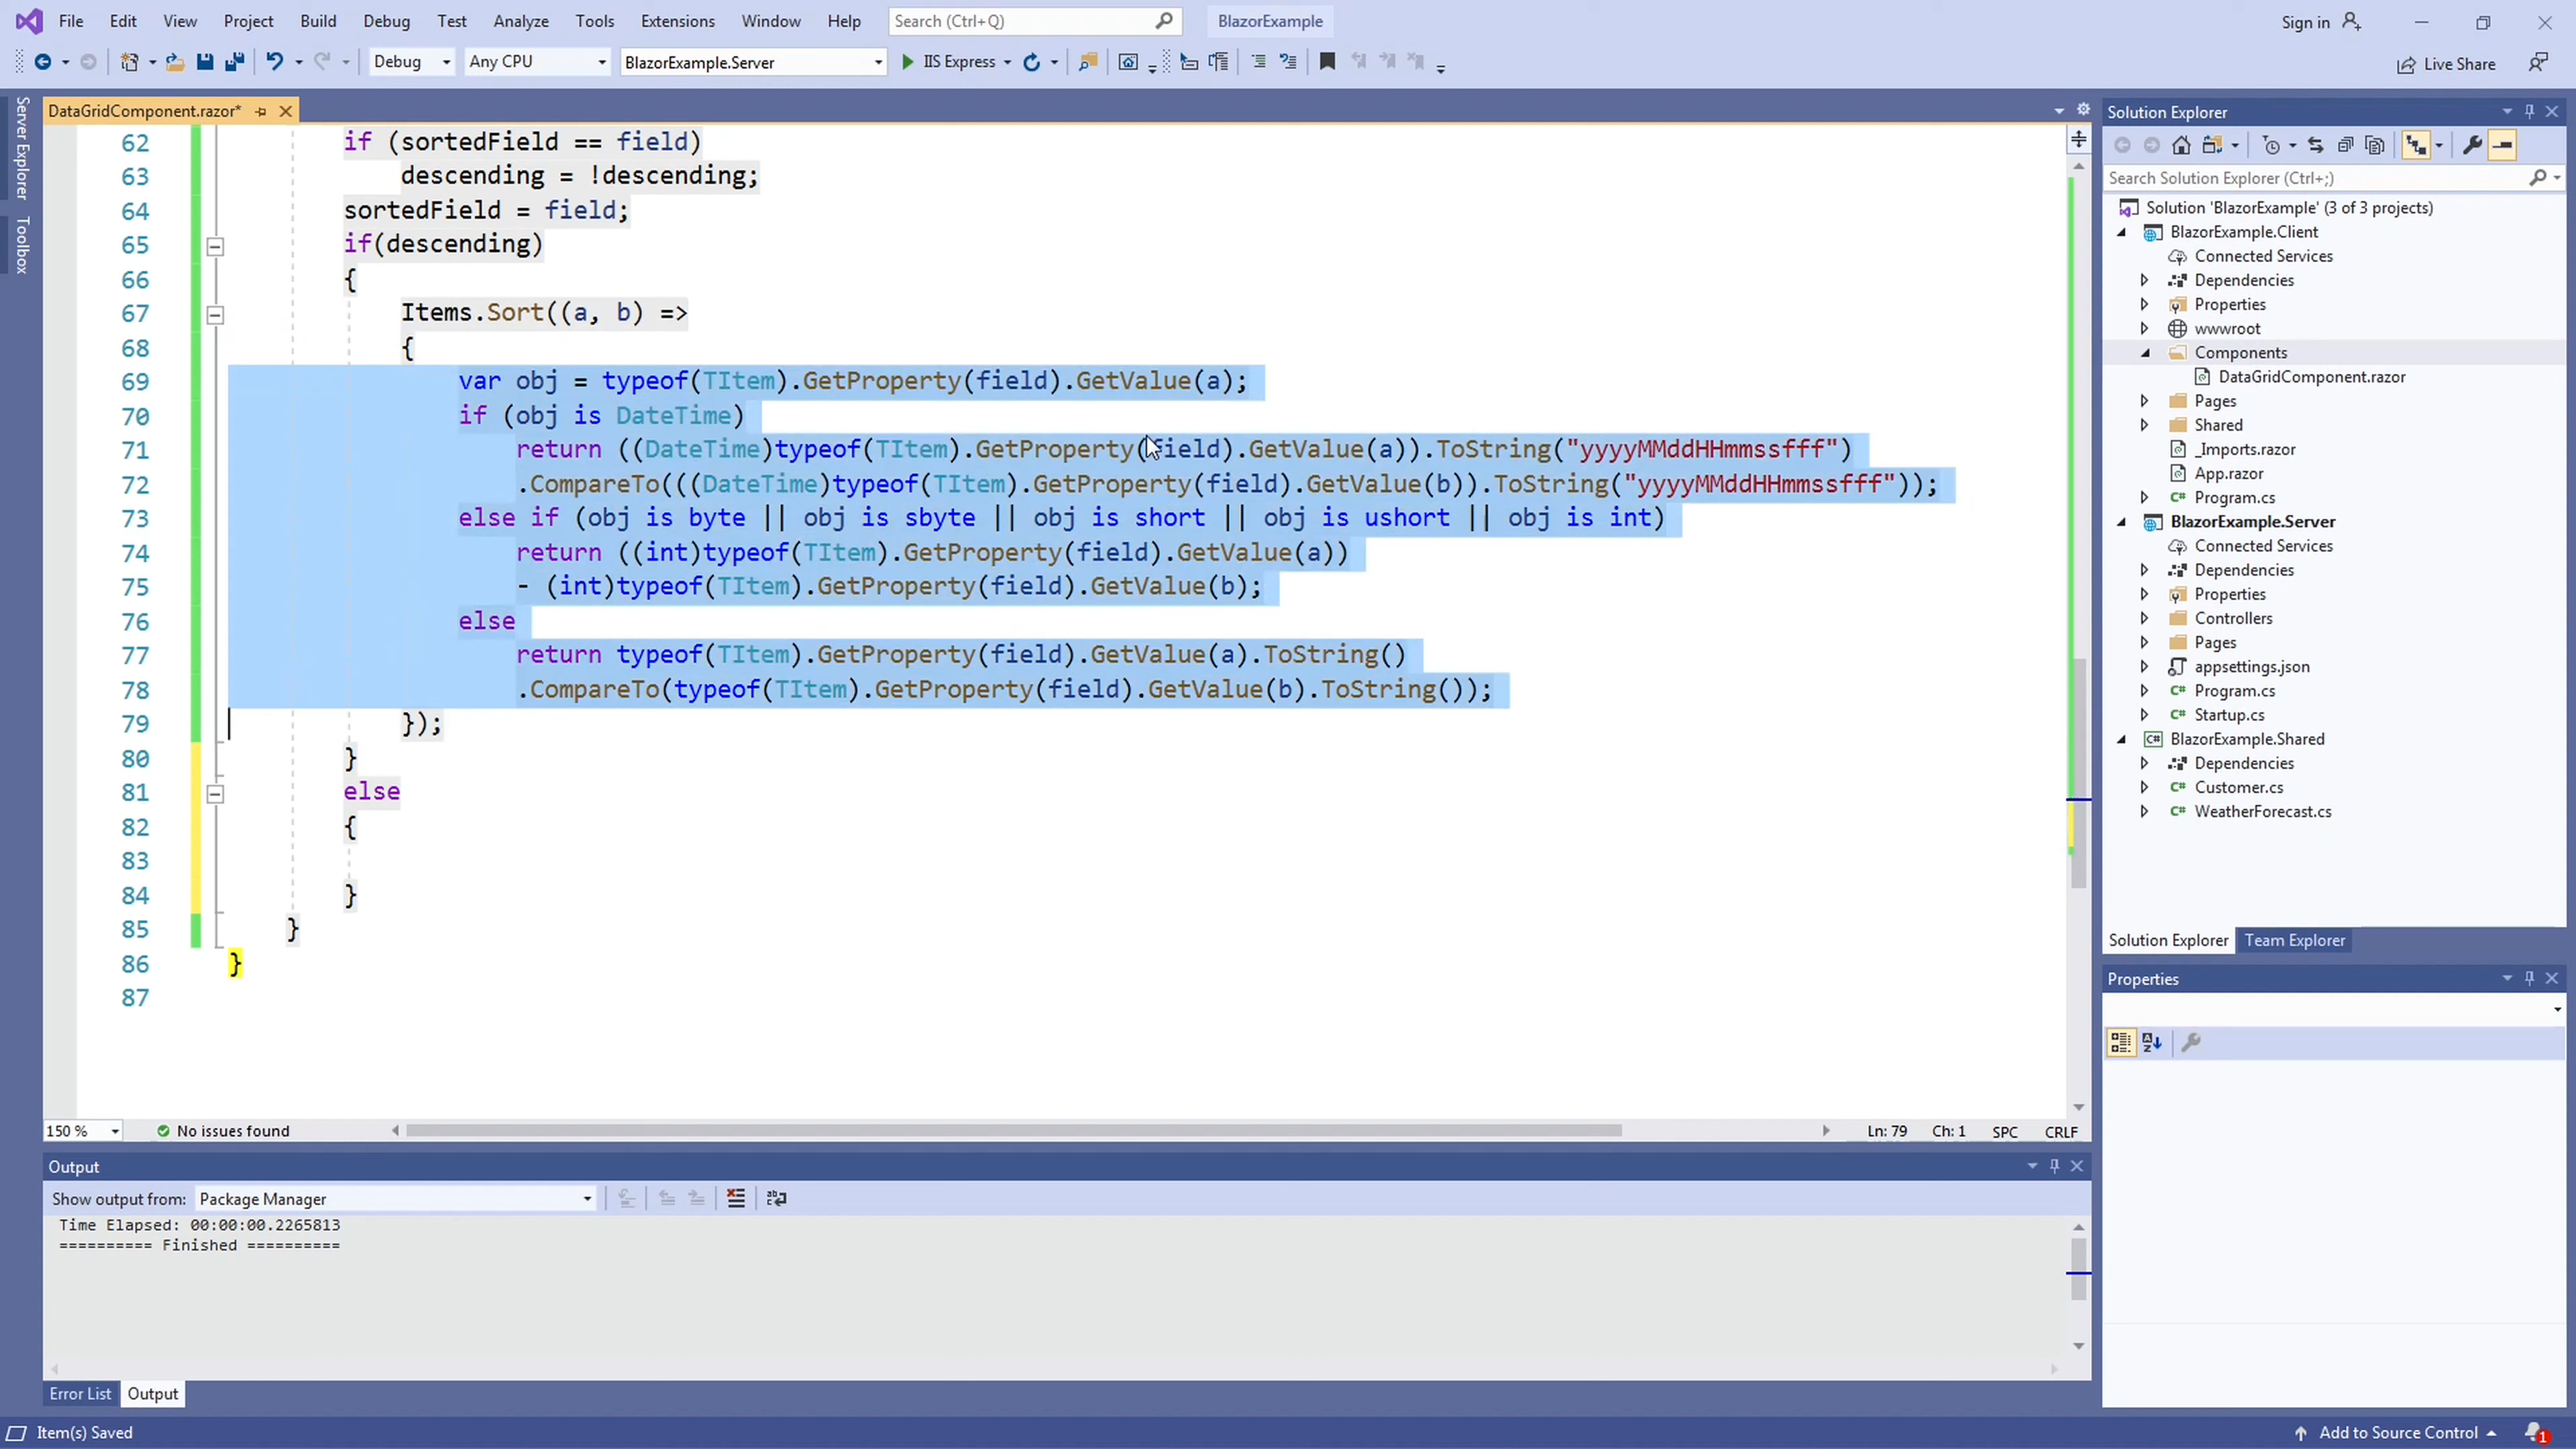 File Edit View Project Build Debug Test Analyze Tools Extensions Window Help Search (Ctrl+Q) BlazorExample Sign in
Debug Any CPU BlazorExample.Server IIS Express Live Share
Server Explorer
Toolbox
DataGridComponent.razor*
62 if (sortedField == field)
63 descending = !descending;
64 sortedField = field;
65 if(descending)
66 {
67 Items.Sort((a, b) =>
68 {
69 var obj = typeof(TItem).GetProperty(field).GetValue(a);
70 if (obj is DateTime)
71 return ((DateTime)typeof(TItem).GetProperty(field).GetValue(a)).ToString("yyyyMMddHHmmssfff")
72 .CompareTo(((DateTime)typeof(TItem).GetProperty(field).GetValue(b)).ToString("yyyyMMddHHmmssfff"));
73 else if (obj is byte || obj is sbyte || obj is short || obj is ushort || obj is int)
74 return ((int)typeof(TItem).GetProperty(field).GetValue(a))
75 - (int)typeof(TItem).GetProperty(field).GetValue(b);
76 else
77 return typeof(TItem).GetProperty(field).GetValue(a).ToString()
78 .CompareTo(typeof(TItem).GetProperty(field).GetValue(b).ToString());
79 });
80 }
81 else
82 {
83
84 }
85 }
86 }
87
150 % No issues found Ln: 79 Ch: 1 SPC CRLF
Output
Show output from: Package Manager
Time Elapsed: 00:00:00.2265813
========== Finished ==========
Error List Output
Item(s) Saved
Solution Explorer
Search Solution Explorer (Ctrl+;)
Solution 'BlazorExample' (3 of 3 projects)
BlazorExample.Client
Connected Services
Dependencies
Properties
wwwroot
Components
DataGridComponent.razor
Pages
Shared
_Imports.razor
App.razor
C# Program.cs
BlazorExample.Server
Connected Services
Dependencies
Properties
Controllers
Pages
appsettings.json
C# Program.cs
C# Startup.cs
C# BlazorExample.Shared
Dependencies
C# Customer.cs
C# WeatherForecast.cs
Solution Explorer Team Explorer
Properties
Add to Source Control 1